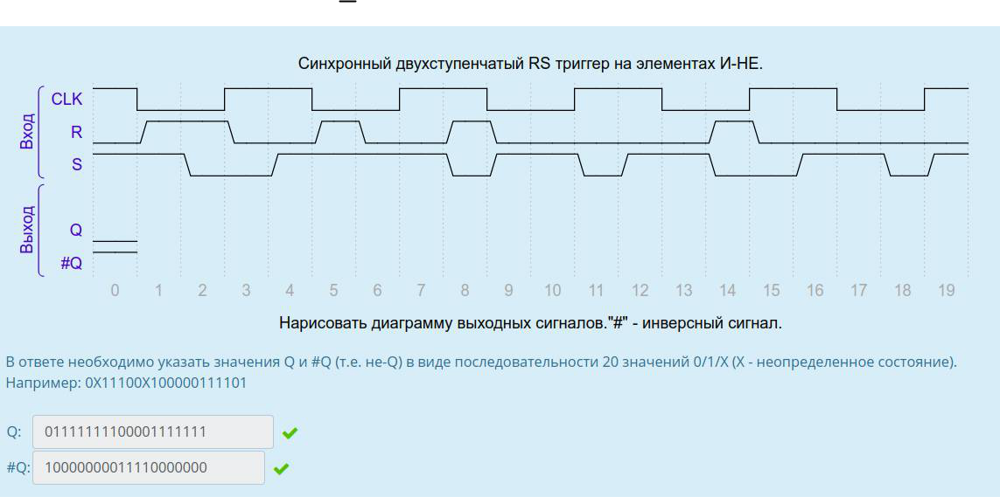 Синхронный двухступенчатый RS триггер на элементах И-НЕ.
Вход
CLK
R
S
Выход
Q
#Q
0 1 2 3 4 5 6 7 8 9 10 11 12 13 14 15 16 17 18 19
Нарисовать диаграмму выходных сигналов."#" - инверсный сигнал.
В ответе необходимо указать значения Q и #Q (т.е. не-Q) в виде последовательности 20 значений 0/1/X (X - неопределенное состояние).
Например: 0X11100X100000111101
Q: 01111111100001111111
#Q: 10000000011110000000